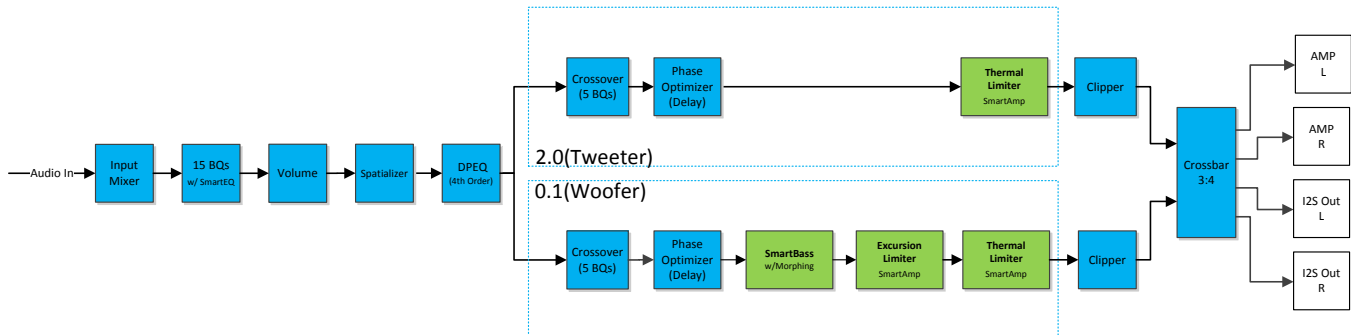 Audio In
Input
Mixer
15 BQs
w/ SmartEQ
Volume
Spatializer
DPEQ
(4th Order)
Crossover
(5 BQs)
Phase
Optimizer
(Delay)
Thermal
Limiter
SmartAmp
2.0(Tweeter)
Clipper
0.1(Woofer)
Crossover
(5 BQs)
Phase
Optimizer
(Delay)
SmartBass
w/Morphing
Excursion
Limiter
SmartAmp
Thermal
Limiter
SmartAmp
Clipper
Crossbar
3:4
AMP
L
AMP
R
I2S Out
L
I2S Out
R